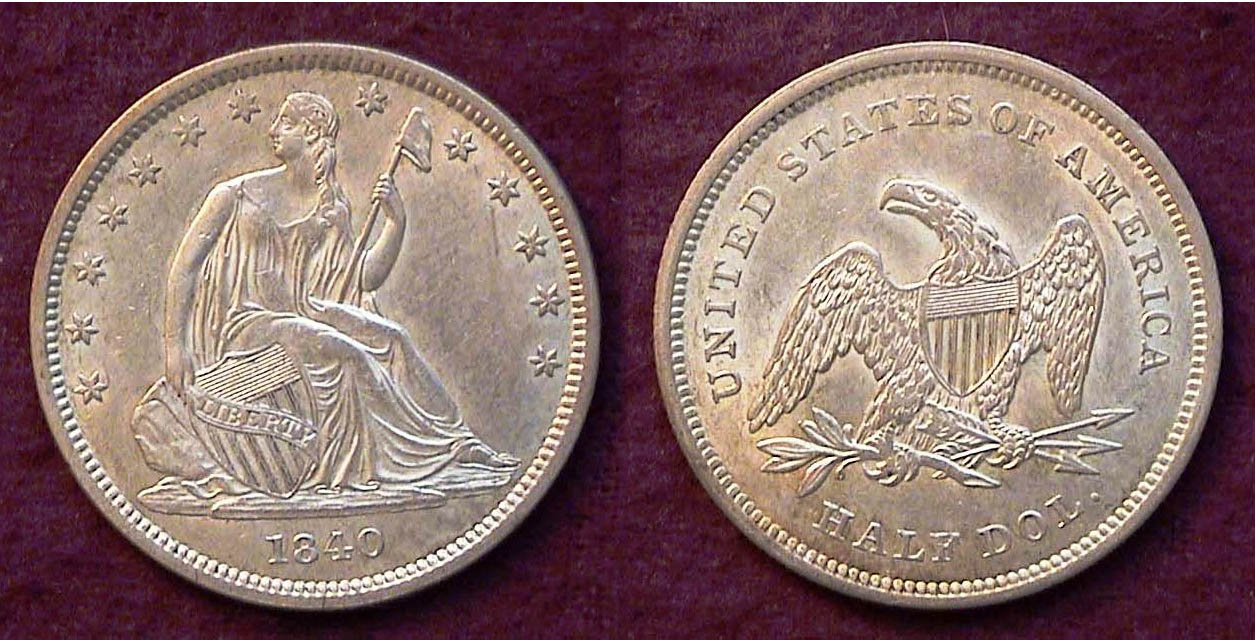 LIBERTY
1840
UNITED STATES OF AMERICA
HALF DOL.